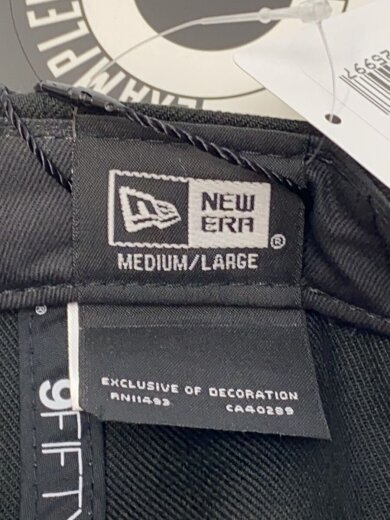 NEW
ERA
®
MEDIUM/LARGE
EXCLUSIVE OF DECORATION
RN11493 CA40289
®
9FIFTY